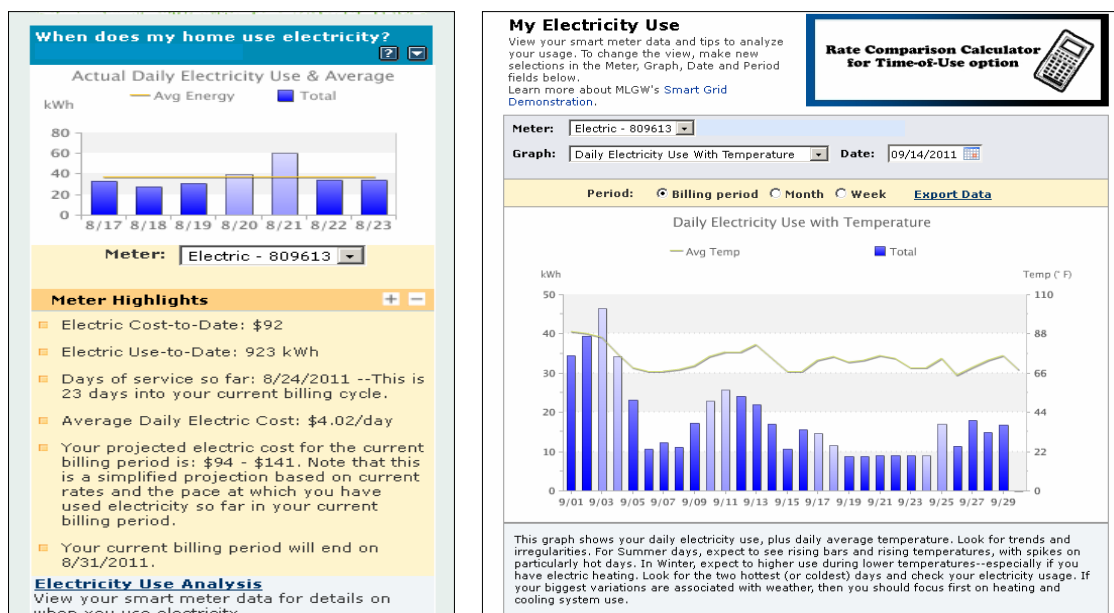 When does my home use electricity?
?
Actual Daily Electricity Use & Average
Avg Energy Total
kWh
80
60
40
20
0
8/17 8/18 8/19 8/20 8/21 8/22 8/23
Meter: Electric - 809613
Meter Highlights + −
Electric Cost-to-Date: $92
Electric Use-to-Date: 923 kWh
Days of service so far: 8/24/2011 --This is
23 days into your current billing cycle.
Average Daily Electric Cost: $4.02/day
Your projected electric cost for the current
billing period is: $94 - $141. Note that this
is a simplified projection based on current
rates and the pace at which you have
used electricity so far in your current
billing period.
Your current billing period will end on
8/31/2011.
Electricity Use Analysis
View your smart meter data for details on
when you use electricity
My Electricity Use
View your smart meter data and tips to analyze
your usage. To change the view, make new
selections in the Meter, Graph, Date and Period
fields below.
Learn more about MLGW's Smart Grid
Demonstration.
Rate Comparison Calculator
for Time-of-Use option
Meter: Electric - 809613
Graph: Daily Electricity Use With Temperature Date: 09/14/2011
Period: Billing period Month Week Export Data
Daily Electricity Use with Temperature
Avg Temp Total
kWh Temp (° F)
50 110
40 88
30 66
20 44
10 22
0 0
9/01 9/03 9/05 9/07 9/09 9/11 9/13 9/15 9/17 9/19 9/21 9/23 9/25 9/27 9/29
This graph shows your daily electricity use, plus daily average temperature. Look for trends and
irregularities. For Summer days, expect to see rising bars and rising temperatures, with spikes on
particularly hot days. In Winter, expect to higher use during lower temperatures--especially if you
have electric heating. Look for the two hottest (or coldest) days and check your electricity usage. If
your biggest variations are associated with weather, then you should focus first on heating and
cooling system use.